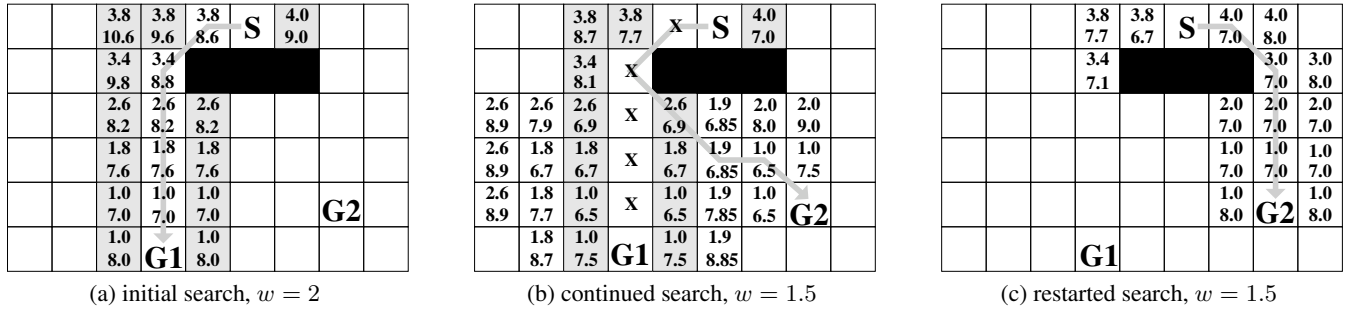 3.8 3.8 3.8 S 4.0
10.6 9.6 8.6 9.0
3.4 3.4
9.8 8.8
2.6 2.6 2.6
8.2 8.2 8.2
1.8 1.8 1.8
7.6 7.6 7.6
1.0 1.0 1.0 G2
7.0 7.0 7.0
1.0 G1 1.0
8.0 8.0
(a) initial search, w = 2
3.8 3.8 x S 4.0
8.7 7.7 7.0
3.4 x
8.1
2.6 2.6 2.6 x 2.6 1.9 2.0 2.0
8.9 7.9 6.9 6.9 6.85 8.0 9.0
2.6 1.8 1.8 x 1.8 1.9 1.0 1.0
8.9 6.7 6.7 6.7 6.85 6.5 7.5
2.6 1.8 1.0 x 1.0 1.9 1.0 G2
8.9 7.7 6.5 6.5 7.85 6.5
1.8 1.0 G1 1.0 1.9
8.7 7.5 7.5 8.85
(b) continued search, w = 1.5
3.8 3.8 S 4.0 4.0
7.7 6.7 7.0 8.0
3.4 3.0 3.0
7.1 7.0 8.0
2.0 2.0 2.0
7.0 7.0 7.0
1.0 1.0 1.0
7.0 7.0 7.0
1.0 G2 1.0
8.0 8.0
G1
(c) restarted search, w = 1.5